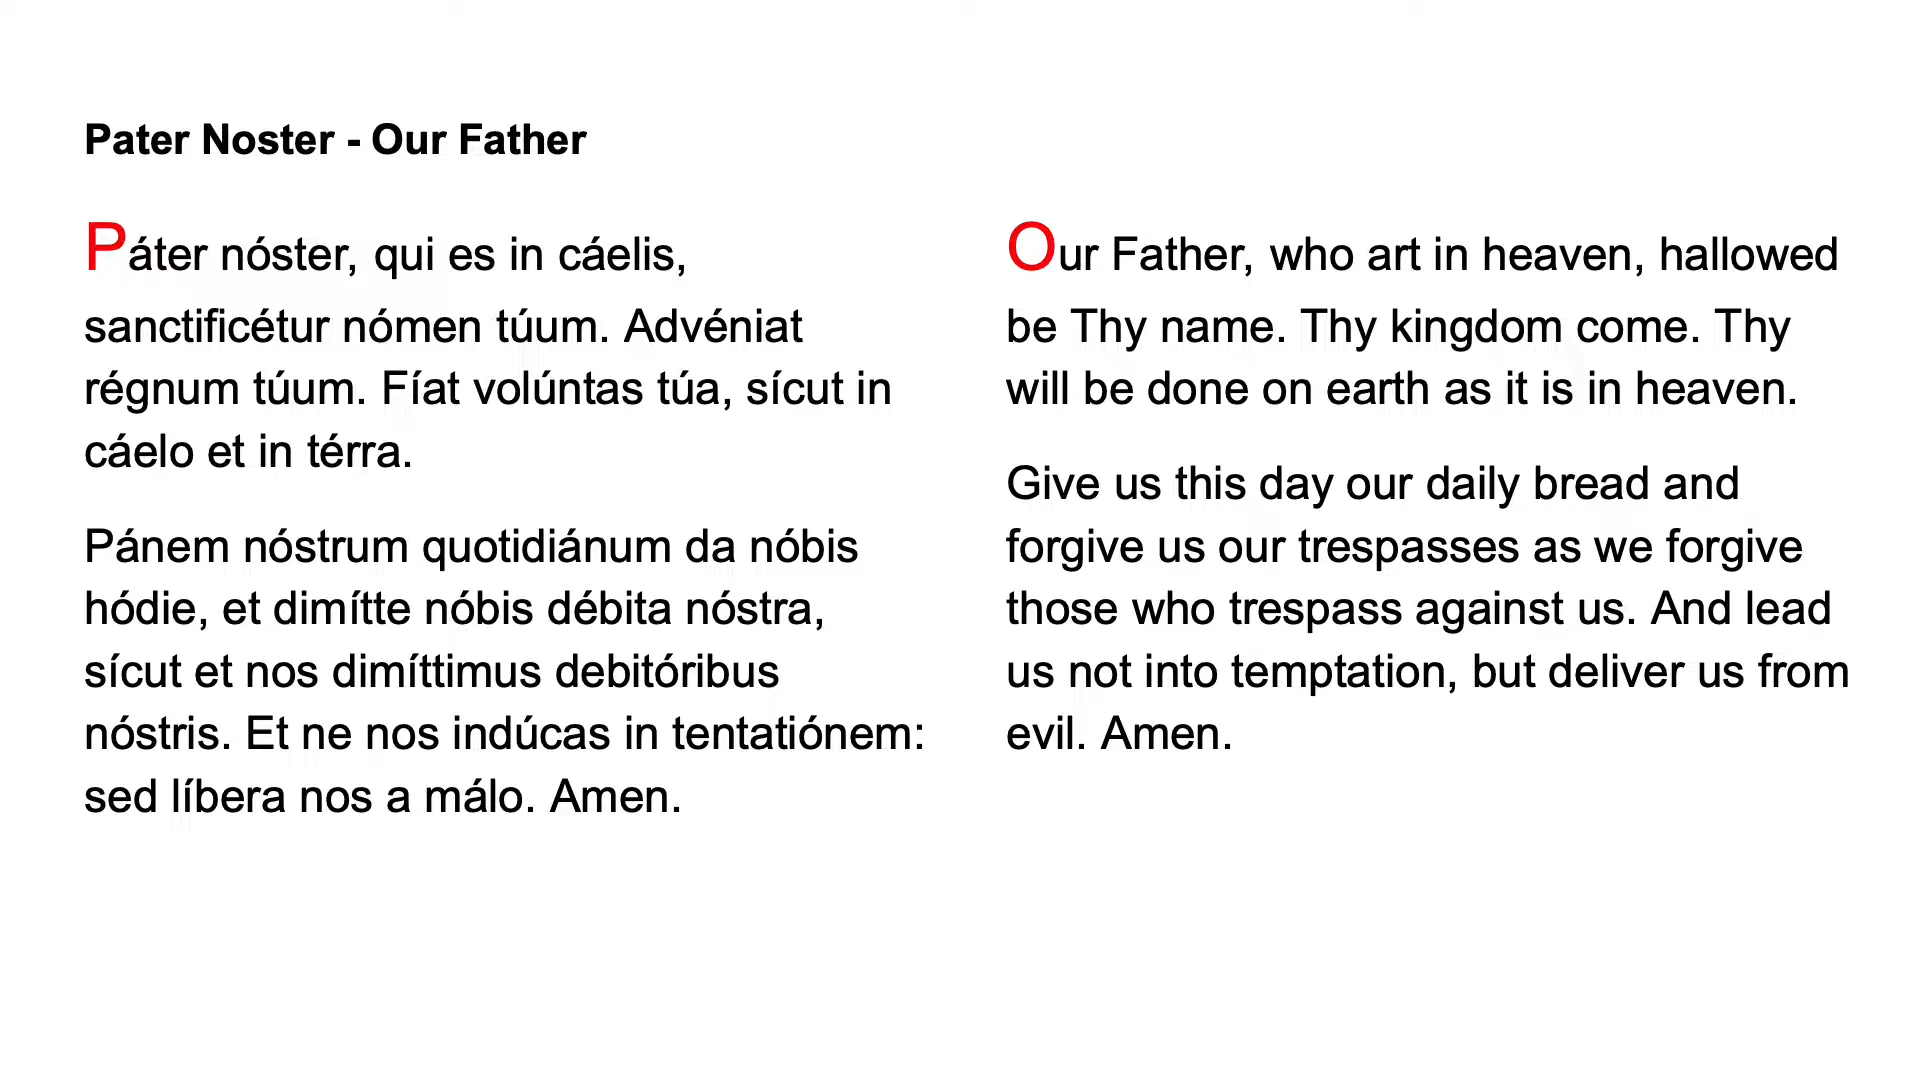 Pater Noster - Our Father
Páter nóster, qui es in cáelis,
sanctificétur nómen túum. Advéniat
régnum túum. Fíat volúntas túa, sícut in
cáelo et in térra.
Pánem nóstrum quotidiánum da nóbis
hódie, et dimítte nóbis débita nóstra,
sícut et nos dimíttimus debitóribus
nóstris. Et ne nos indúcas in tentatiónem:
sed líbera nos a málo. Amen.
Our Father, who art in heaven, hallowed
be Thy name. Thy kingdom come. Thy
will be done on earth as it is in heaven.
Give us this day our daily bread and
forgive us our trespasses as we forgive
those who trespass against us. And lead
us not into temptation, but deliver us from
evil. Amen.